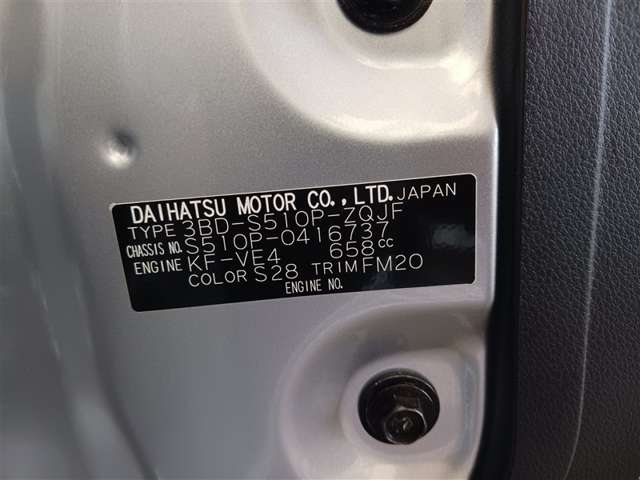 DAIHATSU MOTOR CO.,LTD. JAPAN
TYPE 3BD-S510P-ZQJF
CHASSIS NO. S510P-0416737
ENGINE KF-VE4 658cc
COLOR S28 TRIM FM20
ENGINE NO.